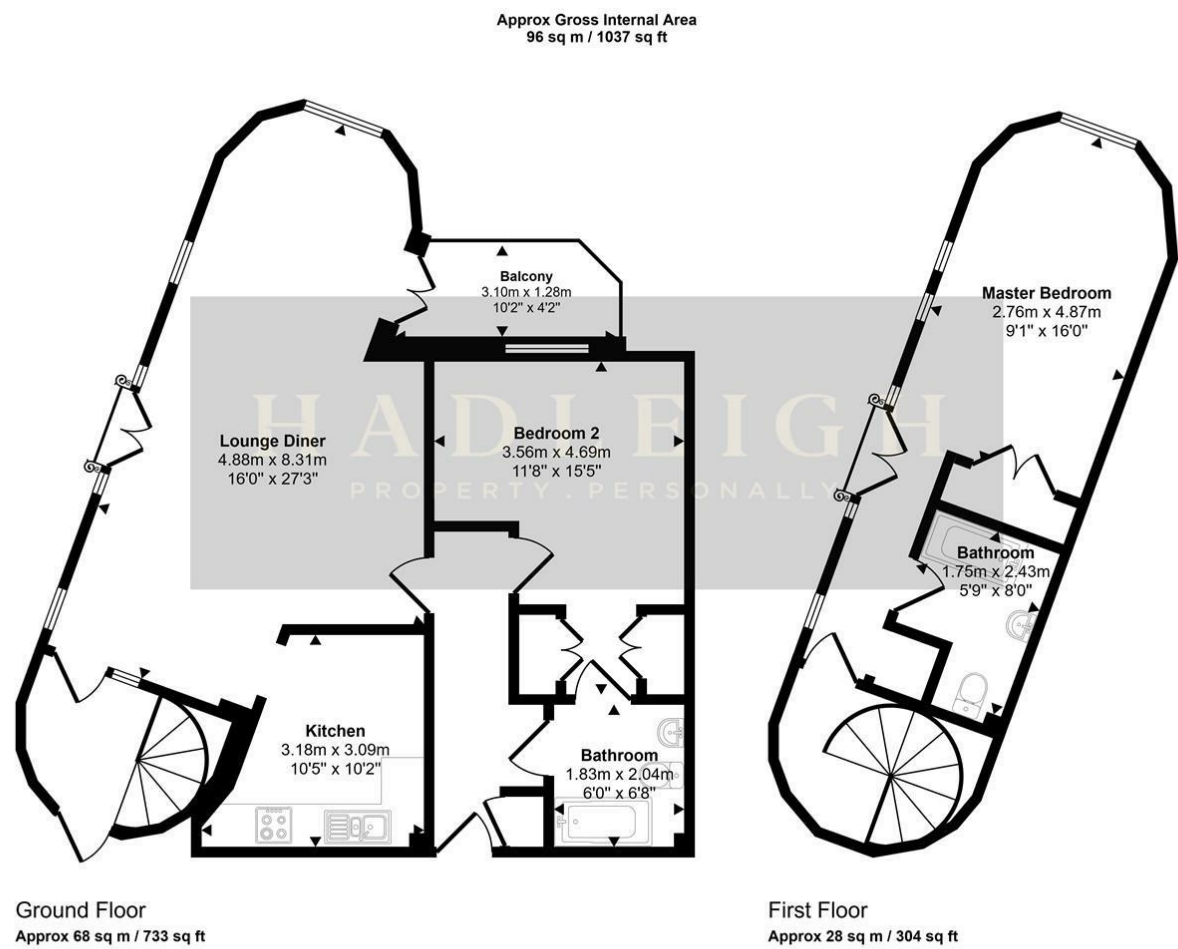 Approx Gross Internal Area
96 sq m / 1037 sq ft
Balcony
3.10m x 1.28m
10'2" x 4'2"
Master Bedroom
2.76m x 4.87m
9'1" x 16'0"
HADLEIGH
PROPERTY. PERSONALLY
Lounge Diner
4.88m x 8.31m
16'0" x 27'3"
Bedroom 2
3.56m x 4.69m
11'8" x 15'5"
Bathroom
1.75m x 2.43m
5'9" x 8'0"
Kitchen
3.18m x 3.09m
10'5" x 10'2"
Bathroom
1.83m x 2.04m
6'0" x 6'8"
Ground Floor
Approx 68 sq m / 733 sq ft
First Floor
Approx 28 sq m / 304 sq ft